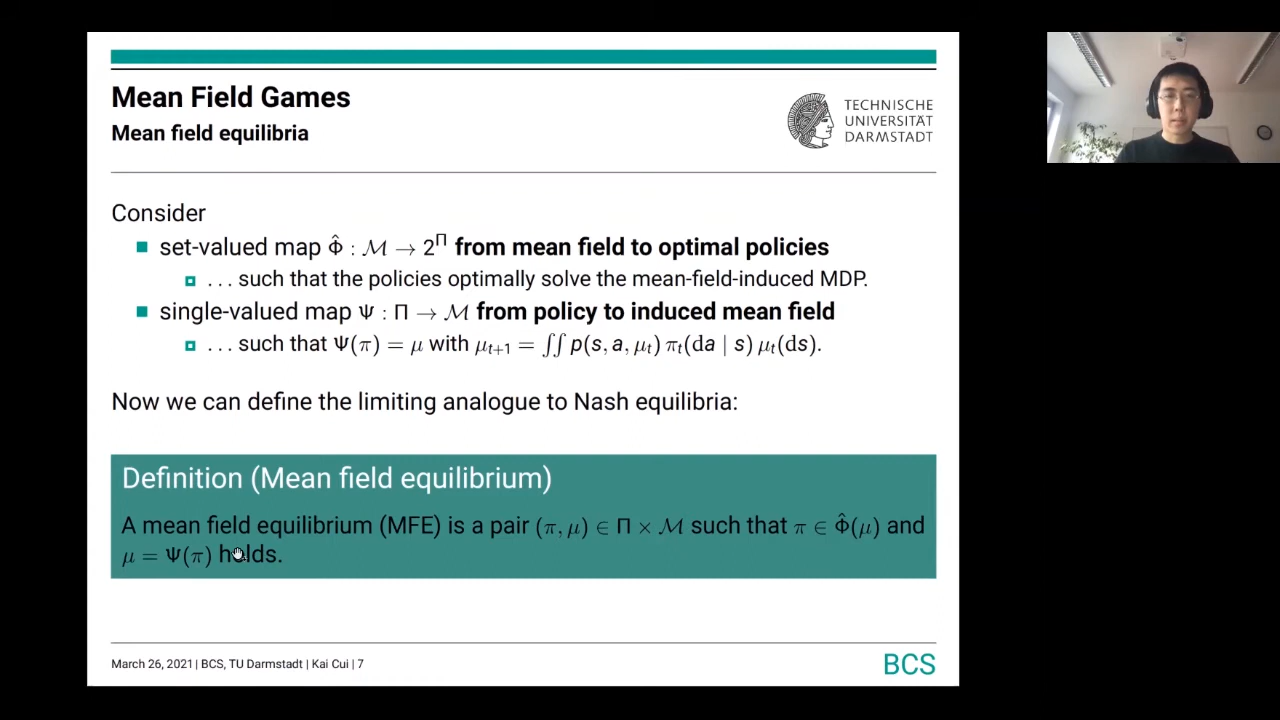 Mean Field Games
Mean field equilibria
TECHNISCHE
UNIVERSITÄT
DARMSTADT
Consider
set-valued map Φ̂ : ℳ → 2^Π from mean field to optimal policies
. . . such that the policies optimally solve the mean-field-induced MDP.
single-valued map Ψ : Π → ℳ from policy to induced mean field
. . . such that Ψ(π) = μ with μₜ₊₁ = ∫∫ p(s, a, μₜ) πₜ(da | s) μₜ(ds).
Now we can define the limiting analogue to Nash equilibria:
Definition (Mean field equilibrium)
A mean field equilibrium (MFE) is a pair (π, μ) ∈ Π × ℳ such that π ∈ Φ̂(μ) and
μ = Ψ(π) holds.
March 26, 2021 | BCS, TU Darmstadt | Kai Cui | 7
BCS